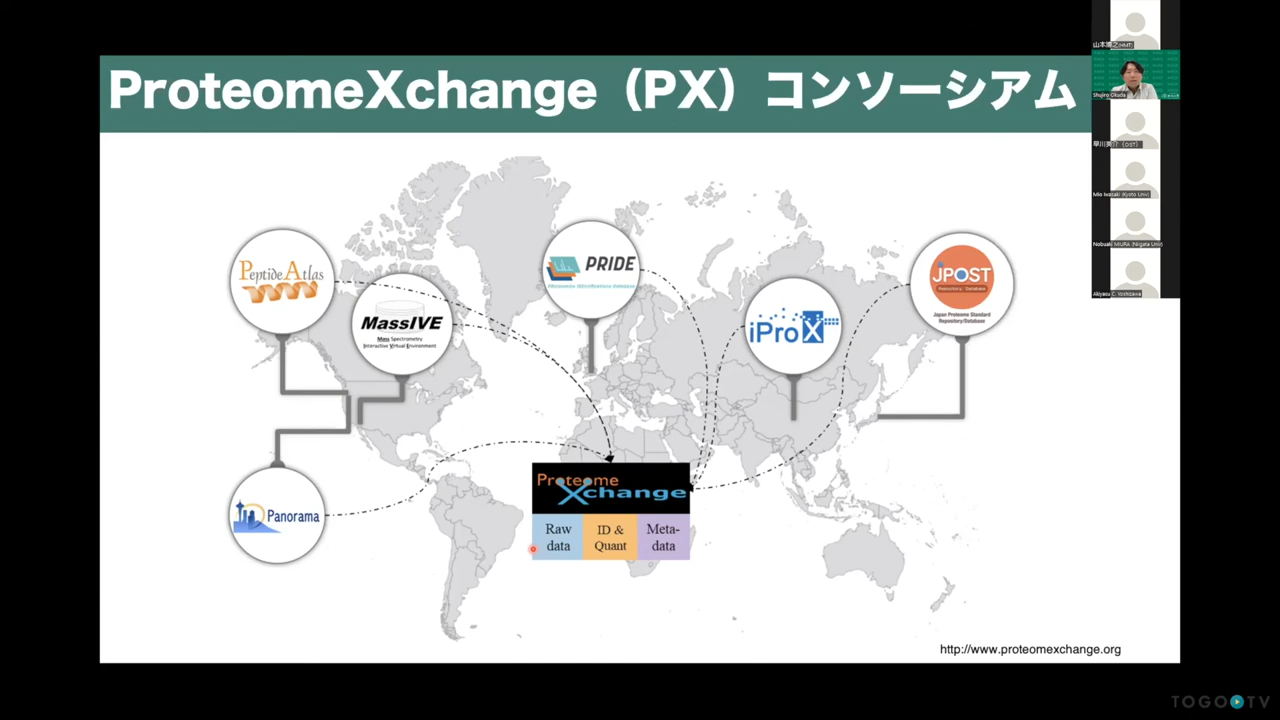 ProteomeXchange（PX）コンソーシアム
PeptideAtlas
MassIVE
Mass Spectrometry
Interactive Virtual Environment
PRIDE
iProX
jPOST
Repository Database
Japan Proteome Standard
Repository/Database
Panorama
Proteome
Xchange
Raw
data
ID &
Quant
Meta-
data
http://www.proteomexchange.org
Shujiro Okuda
Mio Iwasaki (Kyoto Univ)
Nobuaki MIURA (Niigata Univ)
Akiyasu C. Yoshizawa
TOGO TV